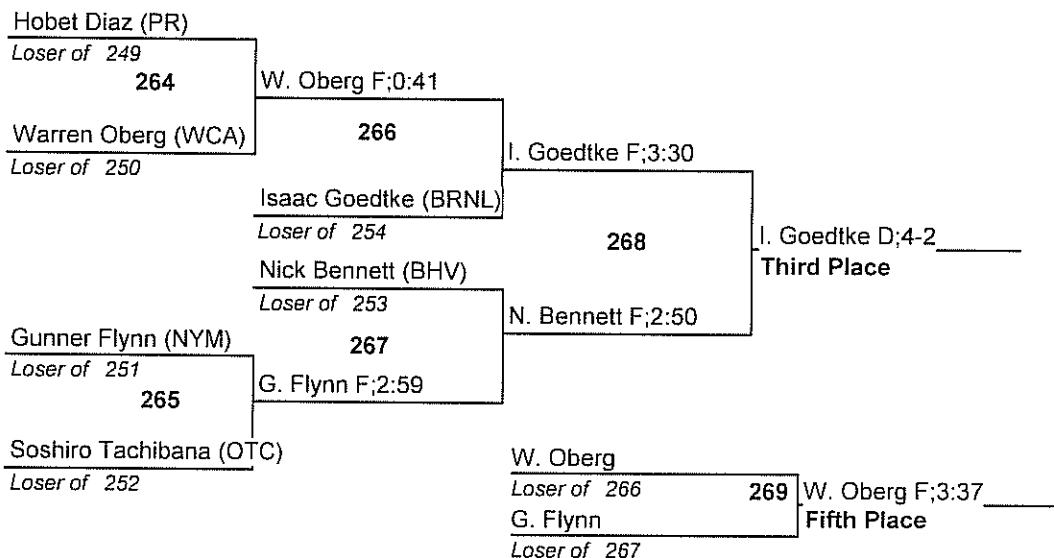 Hobet Diaz (PR)
Loser of 249
264
W. Oberg F;0:41
Warren Oberg (WCA)
Loser of 250
266
I. Goedtke F;3:30
Isaac Goedtke (BRNL)
Loser of 254
268
I. Goedtke D;4-2
Third Place
Nick Bennett (BHV)
Loser of 253
N. Bennett F;2:50
Gunner Flynn (NYM)
Loser of 251
267
265
G. Flynn F;2:59
Soshiro Tachibana (OTC)
Loser of 252
W. Oberg
Loser of 266
269
W. Oberg F;3:37
Fifth Place
G. Flynn
Loser of 267